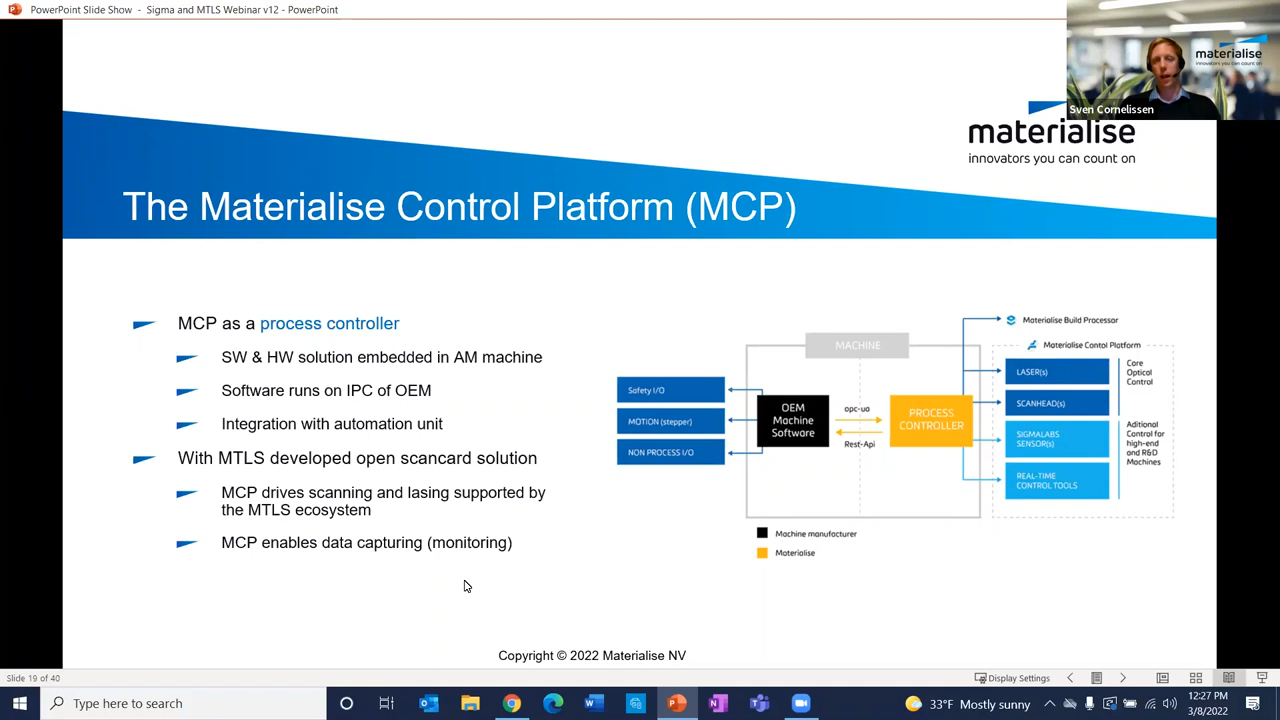 PowerPoint Slide Show - Sigma and MTLS Webinar v12 - PowerPoint
materialise
innovators you can count on
Sven Cornelissen
materialise
innovators you can count on
The Materialise Control Platform (MCP)
MCP as a process controller
SW & HW solution embedded in AM machine
Software runs on IPC of OEM
Integration with automation unit
With MTLS developed open scancard solution
MCP drives scanning and lasing supported by
the MTLS ecosystem
MCP enables data capturing (monitoring)
Materialise Build Processor
MACHINE
Materialise Contol Platform
Safety I/O
MOTION (stepper)
NON PROCESS I/O
OEM
Machine
Software
opc-ua
Rest-Api
PROCESS
CONTROLLER
LASER(s)
SCANHEAD(s)
SIGMALABS
SENSOR(s)
REAL-TIME
CONTROL TOOLS
Core
Optical
Control
Aditional
Control for
high-end
and R&D
Machines
Machine manufacturer
Materialise
Copyright © 2022 Materialise NV
Slide 19 of 40
Display Settings
Type here to search
33°F Mostly sunny
12:27 PM
3/8/2022